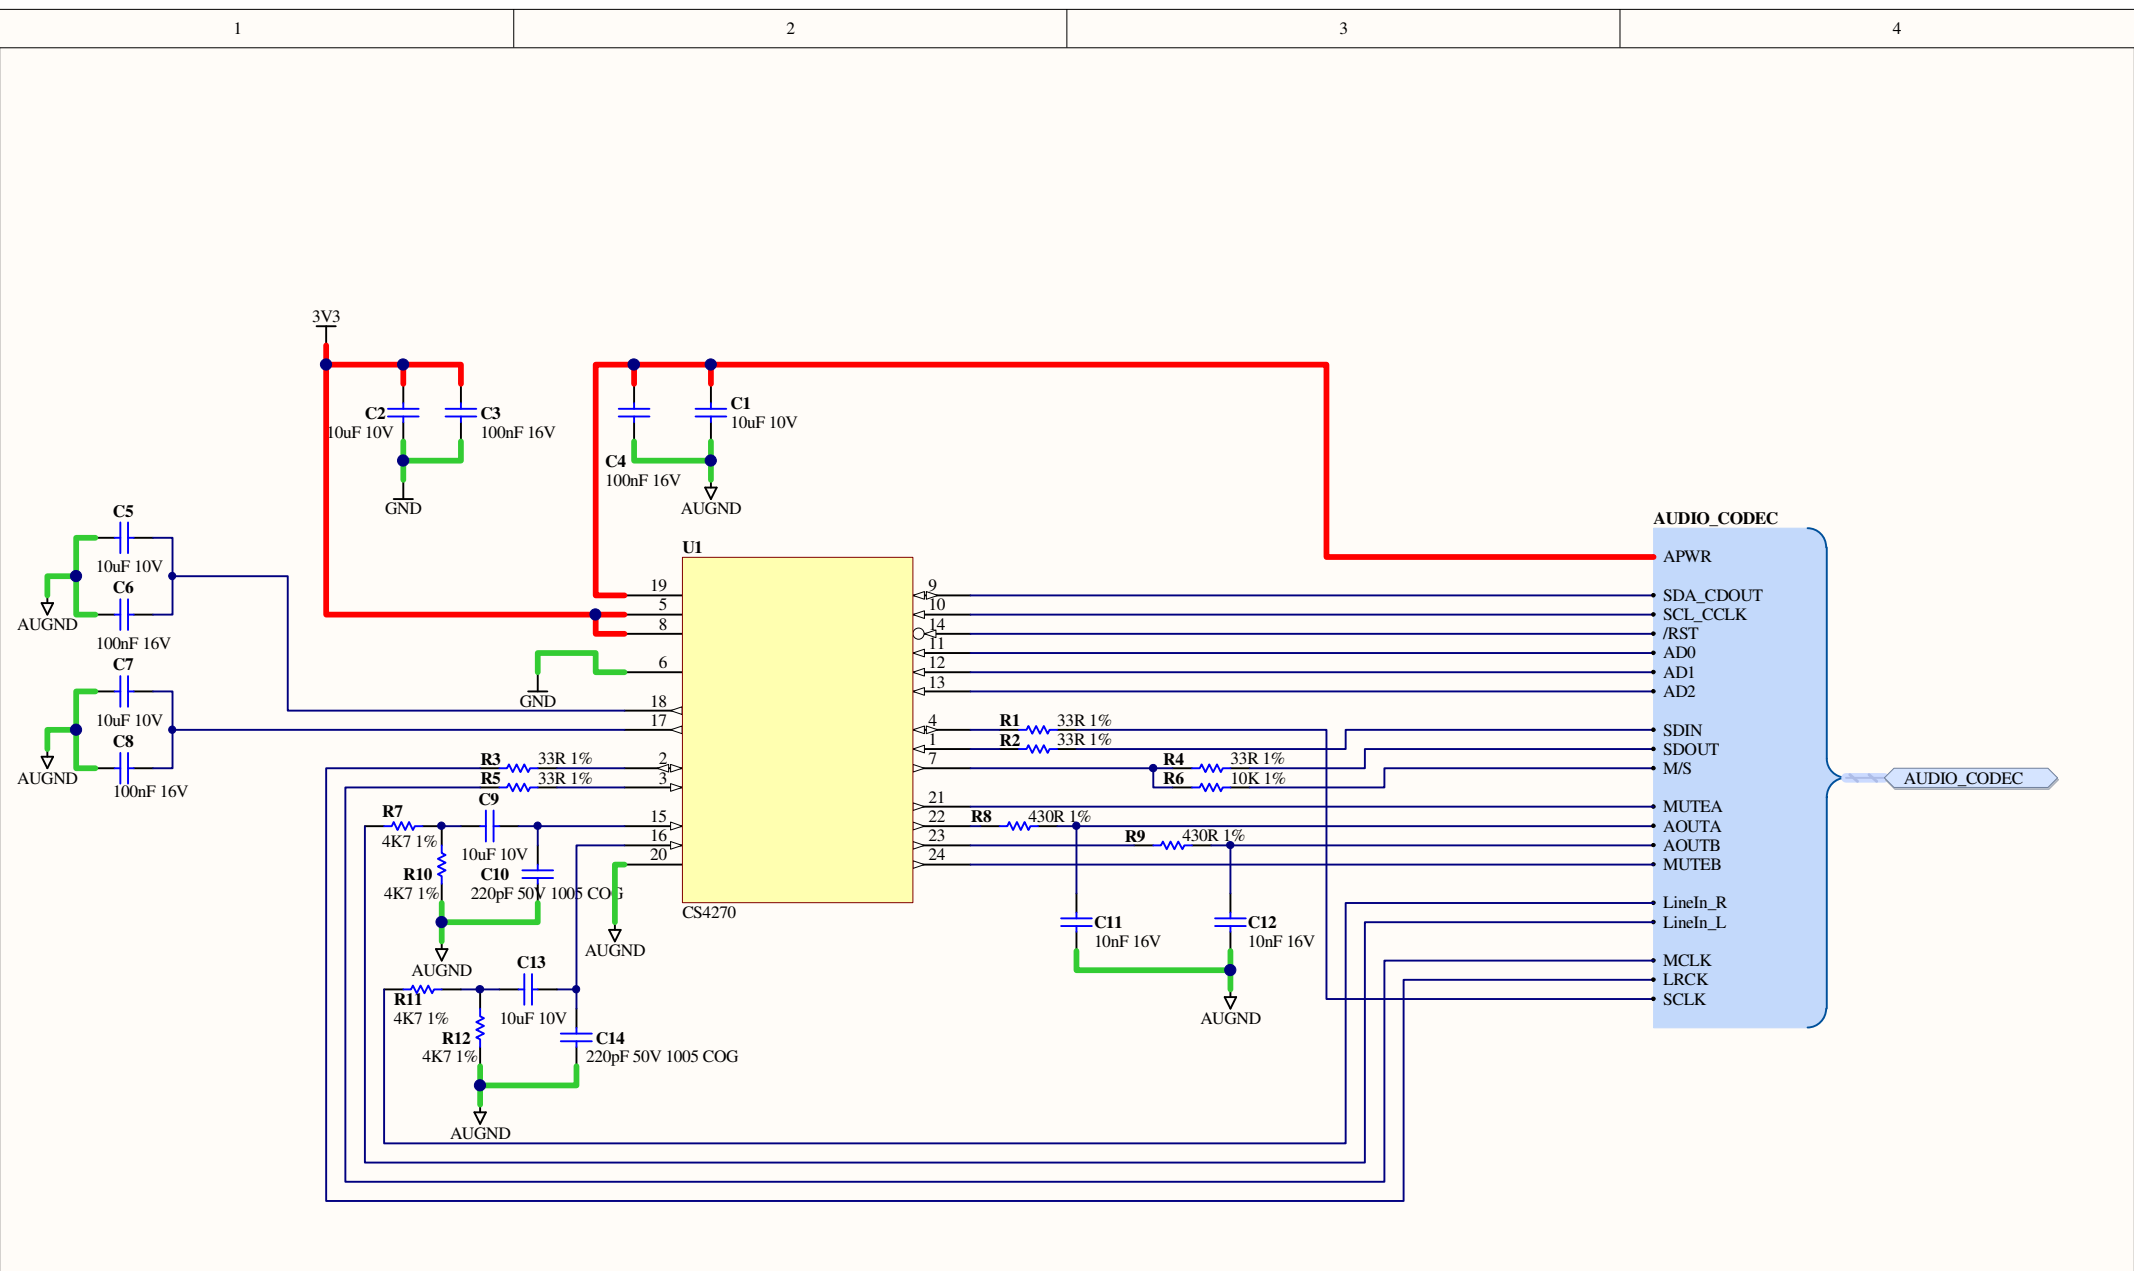 1 2 3 4
3V3
C2
10uF 10V
C3
100nF 16V
GND
C1
10uF 10V
C4
100nF 16V
AUGND
C5
10uF 10V
C6
100nF 16V
AUGND
C7
10uF 10V
C8
100nF 16V
AUGND
U1
19
5
8
6
GND
18
17
R3 33R 1% 2
R5 33R 1% 3
R7
4K7 1%
C9
10uF 10V
15
16
20
R10
4K7 1%
C10
220pF 50V 1005 COG
AUGND
AUGND
CS4270
C13
10uF 10V
R11
4K7 1%
R12
4K7 1%
C14
220pF 50V 1005 COG
AUGND
9
10
14
11
12
13
4 R1 33R 1%
1 R2 33R 1%
7 R4 33R 1%
R6 10K 1%
21
22 R8 430R 1%
23 R9 430R 1%
24
C11
10nF 16V
C12
10nF 16V
AUGND
AUDIO_CODEC
APWR
SDA_CDOUT
SCL_CCLK
/RST
AD0
AD1
AD2
SDIN
SDOUT
M/S
MUTEA
AOUTA
AOUTB
MUTEB
LineIn_R
LineIn_L
MCLK
LRCK
SCLK
AUDIO_CODEC